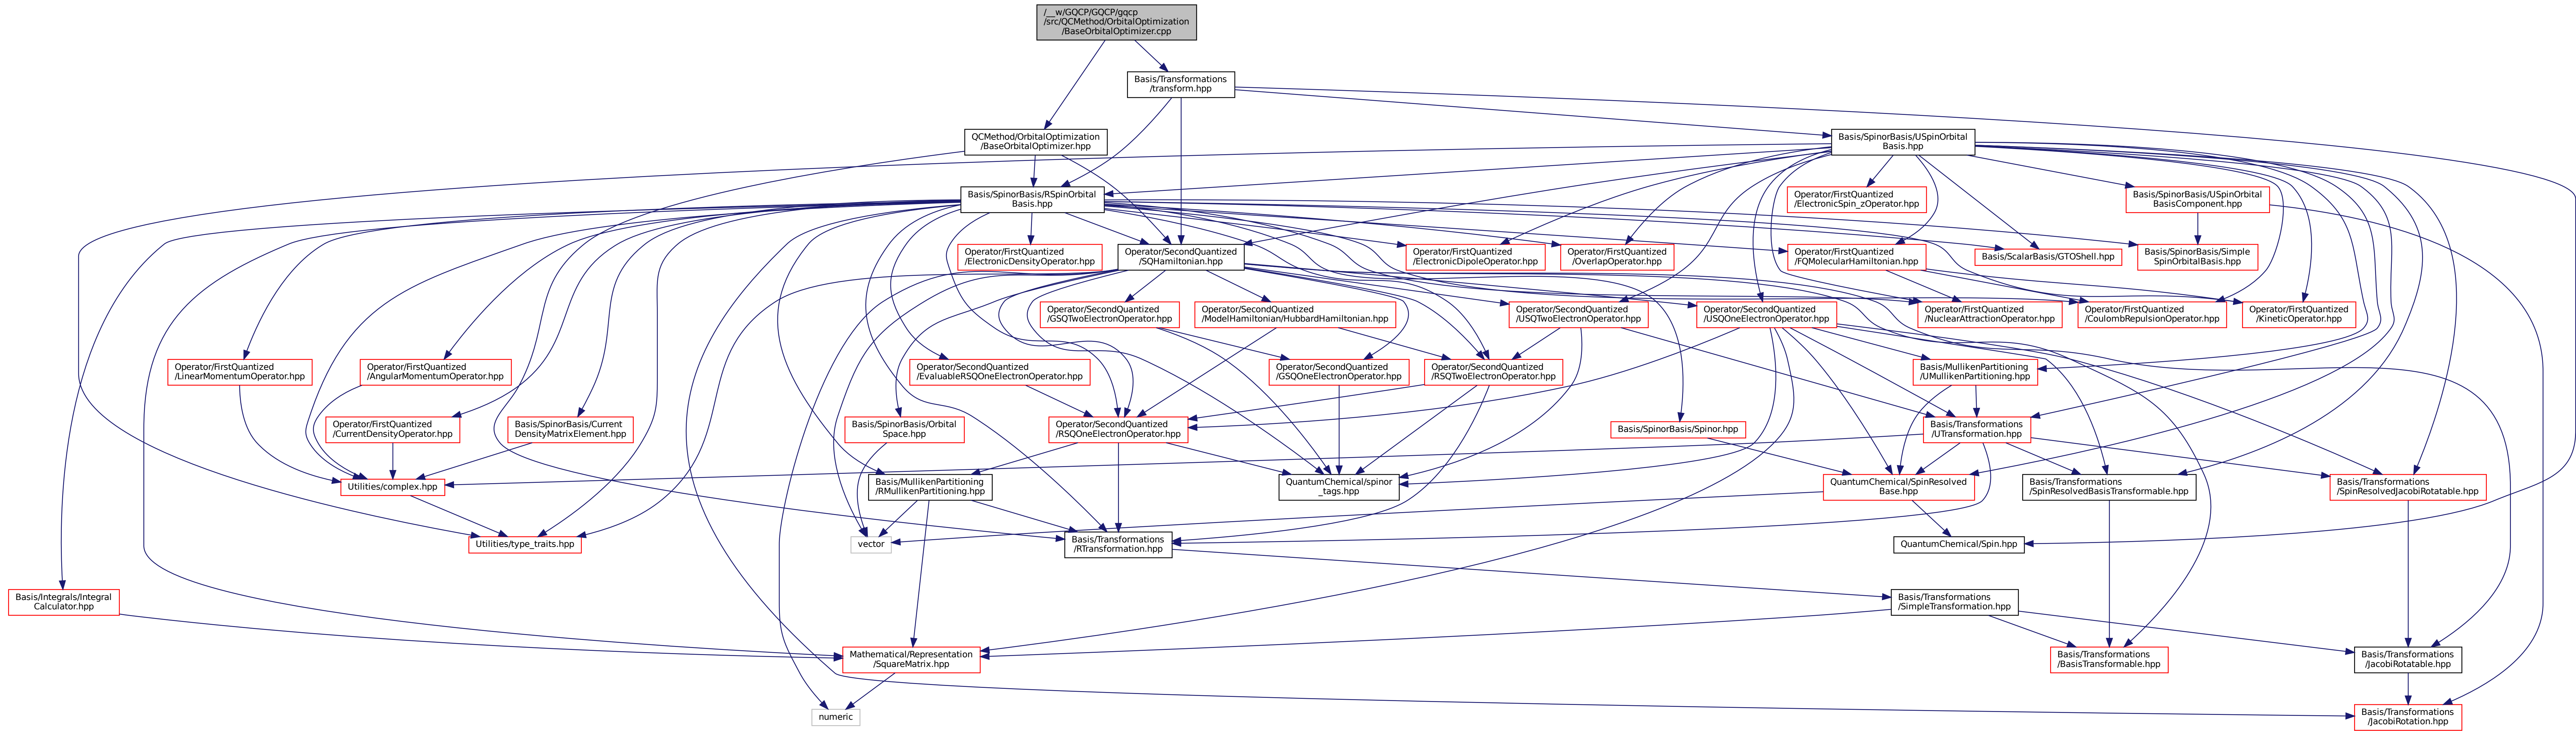 /__w/GQCP/GQCP/gqcp
/src/QCMethod/OrbitalOptimization
/BaseOrbitalOptimizer.cpp
Basis/Transformations
/transform.hpp
QCMethod/OrbitalOptimization
/BaseOrbitalOptimizer.hpp
Basis/SpinorBasis/USpinOrbital
Basis.hpp
Basis/SpinorBasis/RSpinOrbital
Basis.hpp
Operator/FirstQuantized
/ElectronicSpin_zOperator.hpp
Basis/SpinorBasis/USpinOrbital
BasisComponent.hpp
Operator/FirstQuantized
/ElectronicDensityOperator.hpp
Operator/SecondQuantized
/SQHamiltonian.hpp
Operator/FirstQuantized
/ElectronicDipoleOperator.hpp
Operator/FirstQuantized
/OverlapOperator.hpp
Operator/FirstQuantized
/FQMolecularHamiltonian.hpp
Basis/ScalarBasis/GTOShell.hpp
Basis/SpinorBasis/Simple
SpinOrbitalBasis.hpp
Operator/SecondQuantized
/GSQTwoElectronOperator.hpp
Operator/SecondQuantized
/ModelHamiltonian/HubbardHamiltonian.hpp
Operator/SecondQuantized
/USQTwoElectronOperator.hpp
Operator/SecondQuantized
/USQOneElectronOperator.hpp
Operator/FirstQuantized
/NuclearAttractionOperator.hpp
Operator/FirstQuantized
/CoulombRepulsionOperator.hpp
Operator/FirstQuantized
/KineticOperator.hpp
Operator/FirstQuantized
/LinearMomentumOperator.hpp
Operator/FirstQuantized
/AngularMomentumOperator.hpp
Operator/SecondQuantized
/EvaluableRSQOneElectronOperator.hpp
Operator/SecondQuantized
/GSQOneElectronOperator.hpp
Operator/SecondQuantized
/RSQTwoElectronOperator.hpp
Basis/MullikenPartitioning
/UMullikenPartitioning.hpp
Operator/FirstQuantized
/CurrentDensityOperator.hpp
Basis/SpinorBasis/Current
DensityMatrixElement.hpp
Basis/SpinorBasis/Orbital
Space.hpp
Operator/SecondQuantized
/RSQOneElectronOperator.hpp
Basis/SpinorBasis/Spinor.hpp
Basis/Transformations
/UTransformation.hpp
Utilities/complex.hpp
Basis/MullikenPartitioning
/RMullikenPartitioning.hpp
QuantumChemical/spinor
_tags.hpp
QuantumChemical/SpinResolved
Base.hpp
Basis/Transformations
/SpinResolvedBasisTransformable.hpp
Basis/Transformations
/SpinResolvedJacobiRotatable.hpp
Utilities/type_traits.hpp
vector
Basis/Transformations
/RTransformation.hpp
QuantumChemical/Spin.hpp
Basis/Integrals/Integral
Calculator.hpp
Basis/Transformations
/SimpleTransformation.hpp
Mathematical/Representation
/SquareMatrix.hpp
Basis/Transformations
/BasisTransformable.hpp
Basis/Transformations
/JacobiRotatable.hpp
numeric
Basis/Transformations
/JacobiRotation.hpp